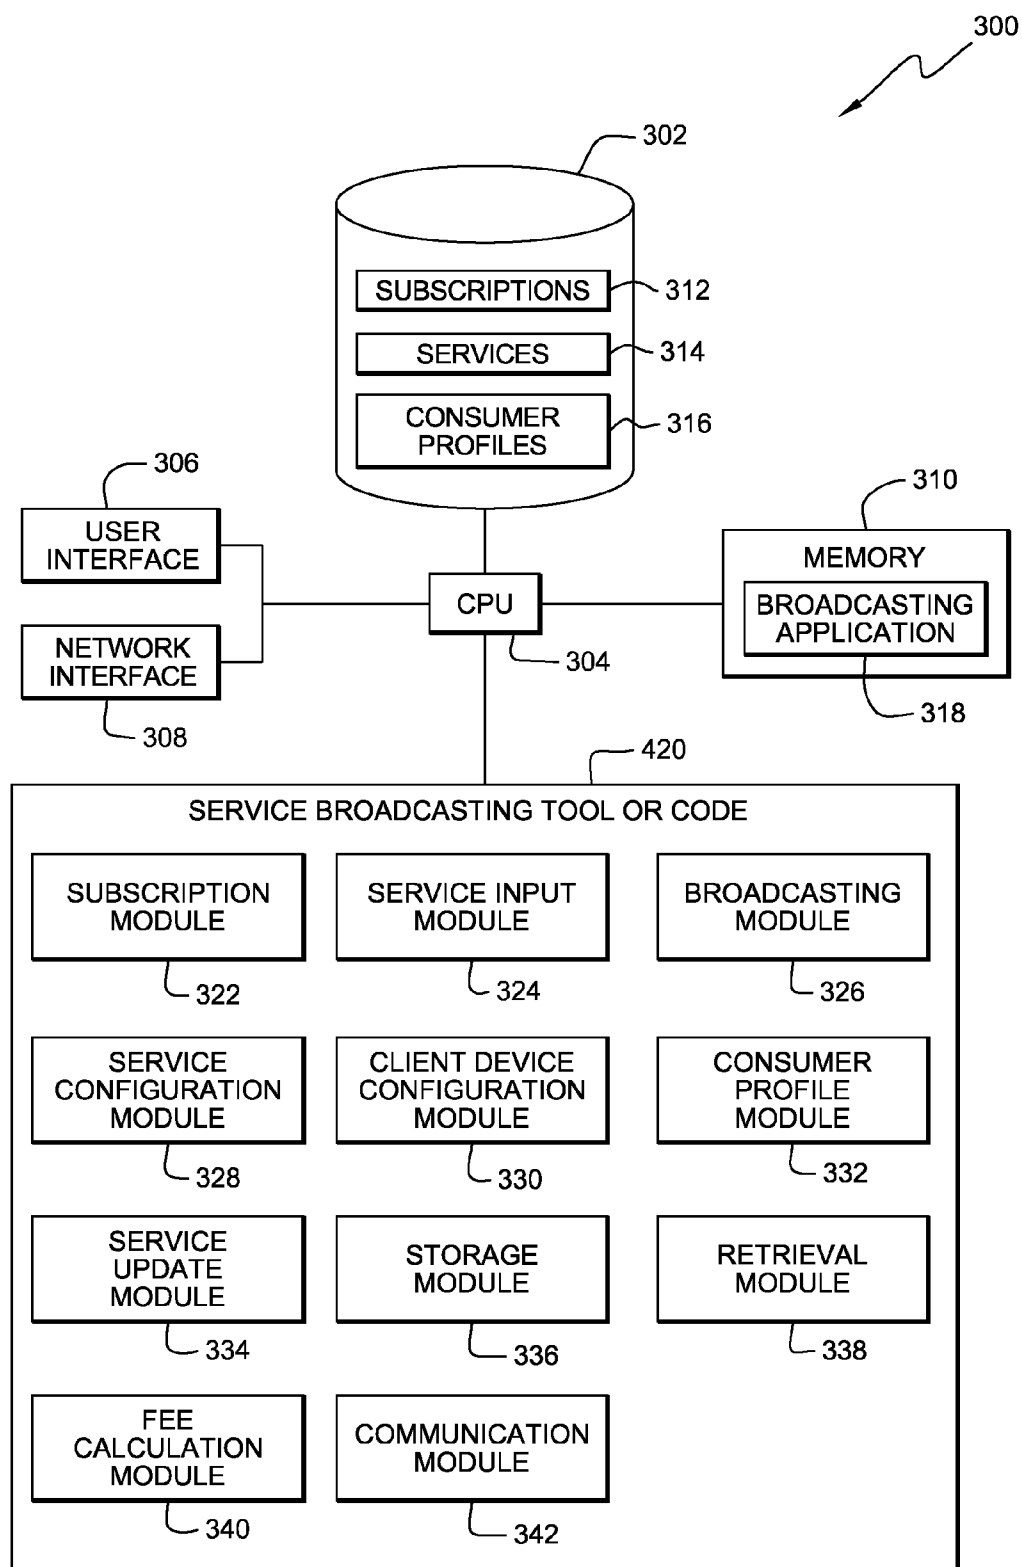 300
302
SUBSCRIPTIONS
312
SERVICES
314
CONSUMER
PROFILES
316
306
USER
INTERFACE
310
MEMORY
BROADCASTING
APPLICATION
318
CPU
304
NETWORK
INTERFACE
308
420
SERVICE BROADCASTING TOOL OR CODE
SUBSCRIPTION
MODULE
322
SERVICE INPUT
MODULE
324
BROADCASTING
MODULE
326
SERVICE
CONFIGURATION
MODULE
328
CLIENT DEVICE
CONFIGURATION
MODULE
330
CONSUMER
PROFILE
MODULE
332
SERVICE
UPDATE
MODULE
334
STORAGE
MODULE
336
RETRIEVAL
MODULE
338
FEE
CALCULATION
MODULE
340
COMMUNICATION
MODULE
342